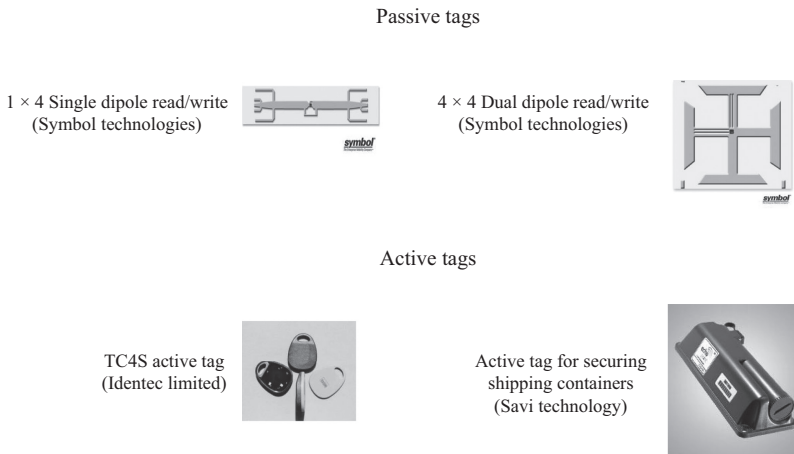 Passive tags
1 × 4 Single dipole read/write
(Symbol technologies)
symbol
4 × 4 Dual dipole read/write
(Symbol technologies)
symbol
Active tags
TC4S active tag
(Identec limited)
Active tag for securing
shipping containers
(Savi technology)